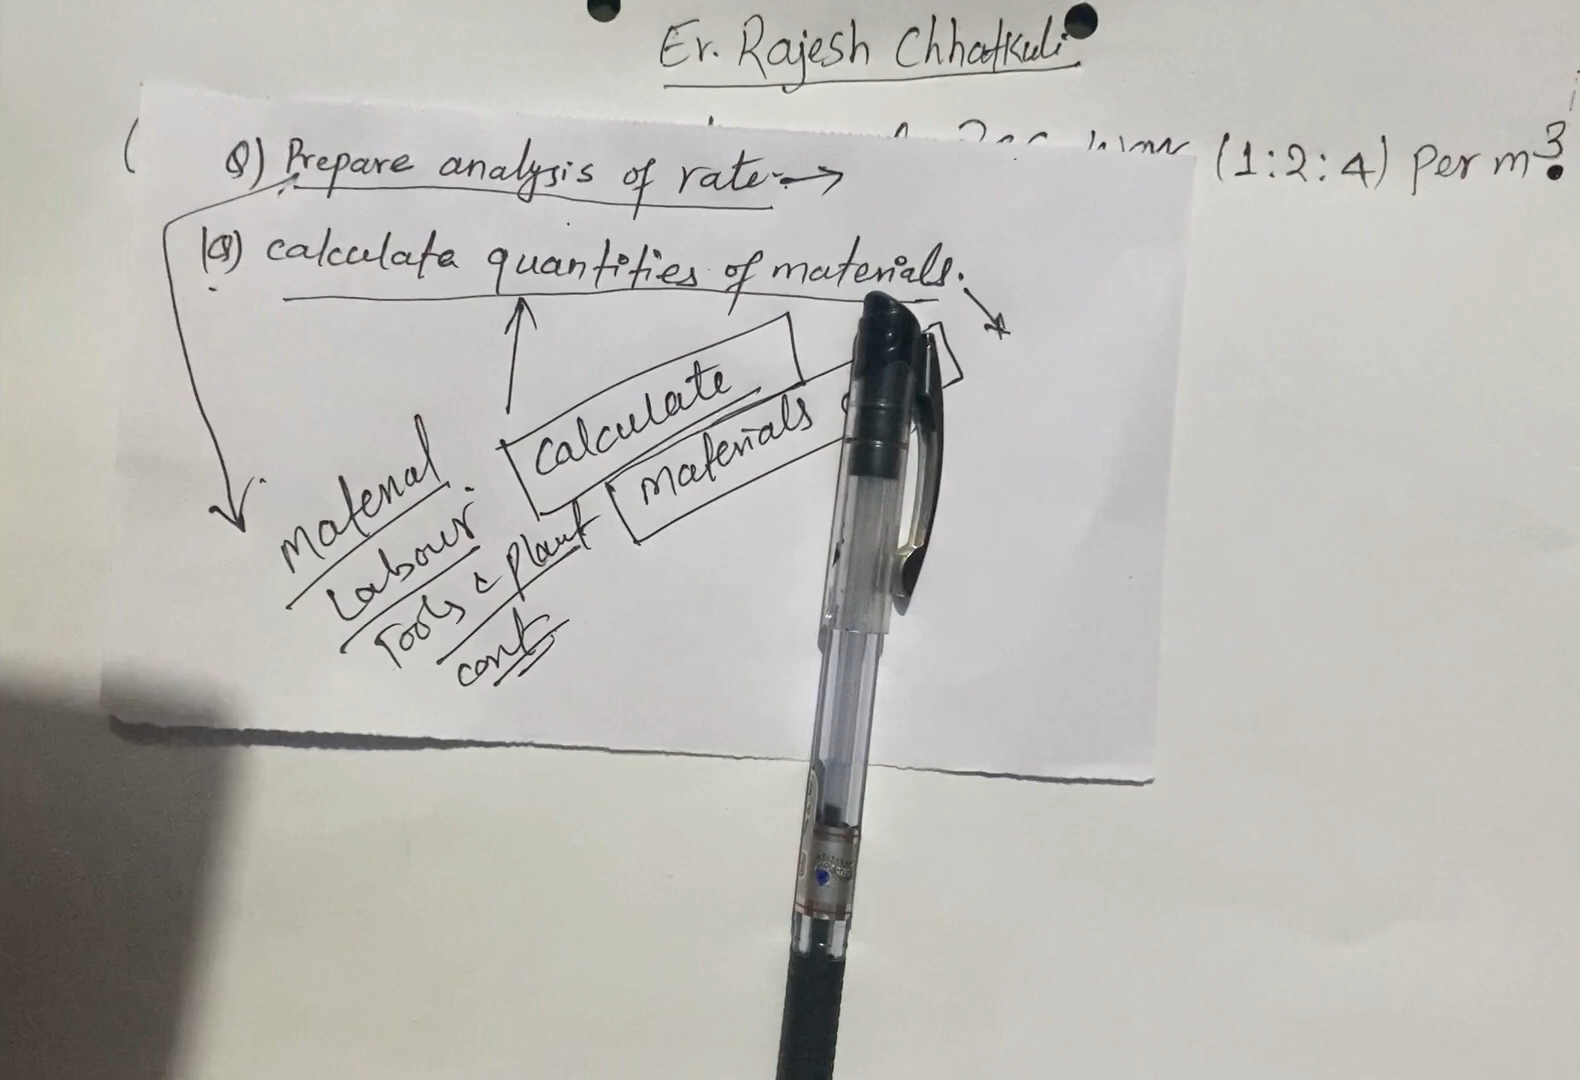 Er. Rajesh Chhatkuli
(1:2:4) per m³.
Q) Prepare analysis of rate →
Q) calculate quantities of materials.
calculate
materials
Material
Labour
Tools & plant
cont